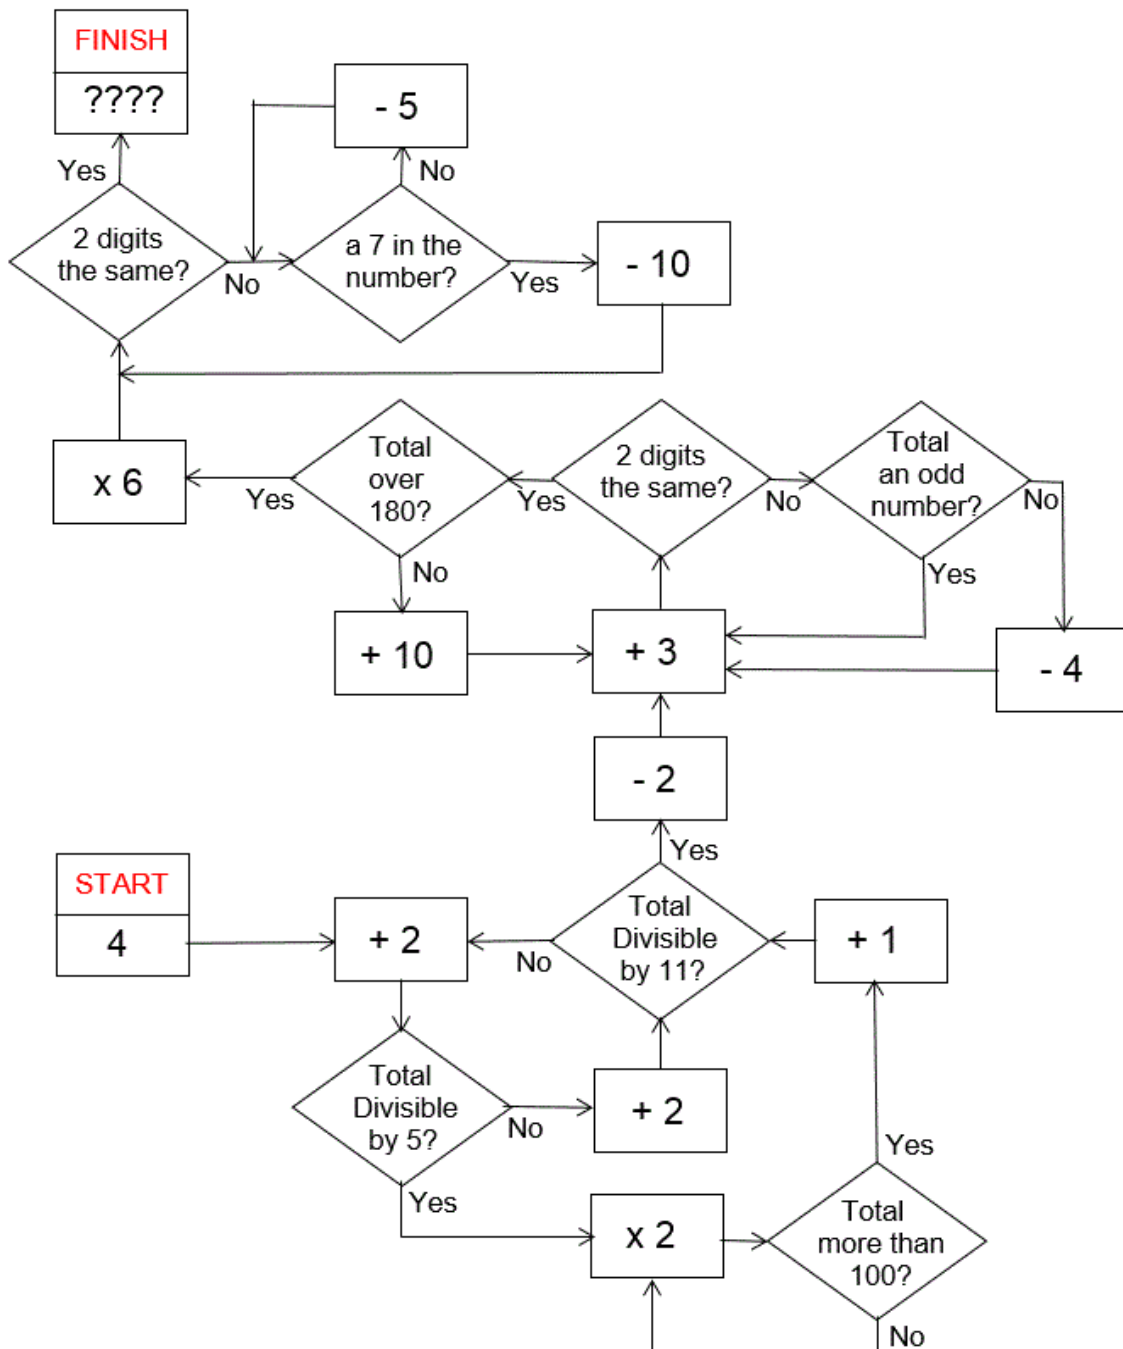 FINISH
????
- 5
Yes
No
2 digits
the same?
No
a 7 in the
number?
Yes
- 10
x 6
Yes
Total
over
180?
No
Yes
2 digits
the same?
No
Total
an odd
number?
No
Yes
+ 10
+ 3
- 4
- 2
Yes
START
4
+ 2
No
Total
Divisible
by 11?
+ 1
Total
Divisible
by 5?
No
+ 2
Yes
Yes
x 2
Total
more than
100?
No